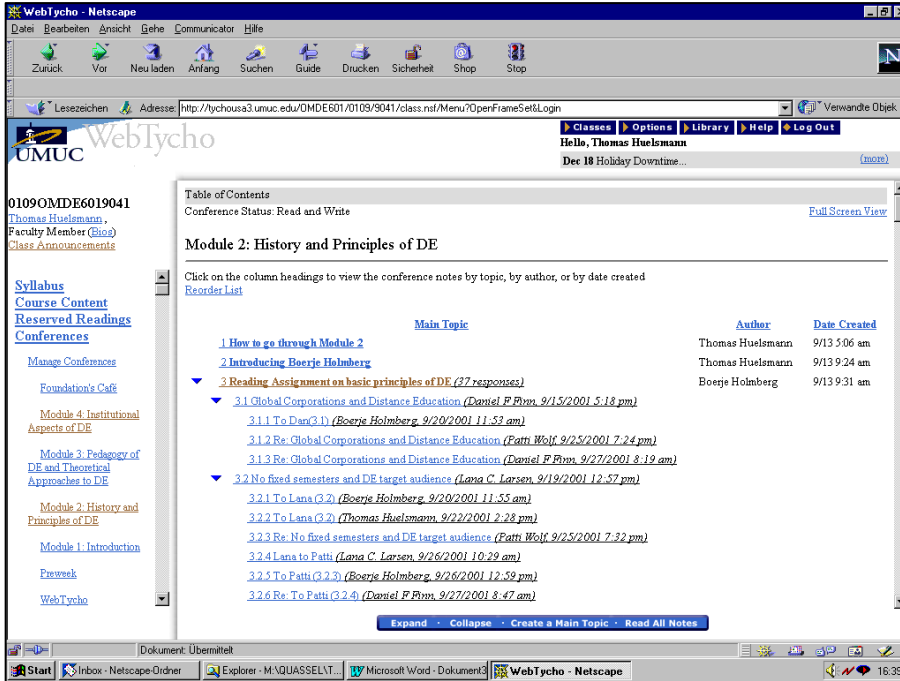 WebTycho - Netscape
Datei Bearbeiten Ansicht Gehe Communicator Hilfe
Zurück Vor Neu laden Anfang Suchen Guide Drucken Sicherheit Shop Stop
Lesezeichen Adresse: http://tychousa3.umuc.edu/OMDE601/0109/9041/class.nsf/Menu?OpenFrameSet&Login Verwandte Objek
UMUC WebTycho
Classes Options Library Help Log Out
Hello, Thomas Huelsmann
Dec 18 Holiday Downtime... (more)
0109OMDE6019041
Thomas Huelsmann ,
Faculty Member (Bios)
Class Announcements
Syllabus
Course Content
Reserved Readings
Conferences
Manage Conferences
Foundation's Café
Module 4: Institutional
Aspects of DE
Module 3: Pedagogy of
DE and Theoretical
Approaches to DE
Module 2: History and
Principles of DE
Module 1: Introduction
Preweek
WebTycho
Table of Contents
Conference Status: Read and Write Full Screen View
Module 2: History and Principles of DE
Click on the column headings to view the conference notes by topic, by author, or by date created
Reorder List
Main Topic Author Date Created
1 How to go through Module 2 Thomas Huelsmann 9/13 5:06 am
2 Introducing Boerje Holmberg Thomas Huelsmann 9/13 9:24 am
3 Reading Assignment on basic principles of DE (37 responses) Boerje Holmberg 9/13 9:31 am
3.1 Global Corporations and Distance Education (Daniel F Finn, 9/15/2001 5:18 pm)
3.1.1 To Dan(3.1) (Boerje Holmberg, 9/20/2001 11:53 am)
3.1.2 Re: Global Corporations and Distance Education (Patti Wolf, 9/25/2001 7:24 pm)
3.1.3 Re: Global Corporations and Distance Education (Daniel F Finn, 9/27/2001 8:19 am)
3.2 No fixed semesters and DE target audience (Lana C. Larsen, 9/19/2001 12:57 pm)
3.2.1 To Lana (3.2) (Boerje Holmberg, 9/20/2001 11:55 am)
3.2.2 To Lana (3.2) (Thomas Huelsmann, 9/22/2001 2:28 pm)
3.2.3 Re: No fixed semesters and DE target audience (Patti Wolf, 9/25/2001 7:32 pm)
3.2.4 Lana to Patti (Lana C. Larsen, 9/26/2001 10:29 am)
3.2.5 To Patti (3.2.3) (Boerje Holmberg, 9/26/2001 12:59 pm)
3.2.6 Re: To Patti (3.2.4) (Daniel F Finn, 9/27/2001 8:47 am)
Expand · Collapse · Create a Main Topic · Read All Notes
Dokument: Übermittelt
Start Inbox - Netscape-Ordner Explorer - M:\QUASSEL\T... Microsoft Word - Dokument3 WebTycho - Netscape 16:39